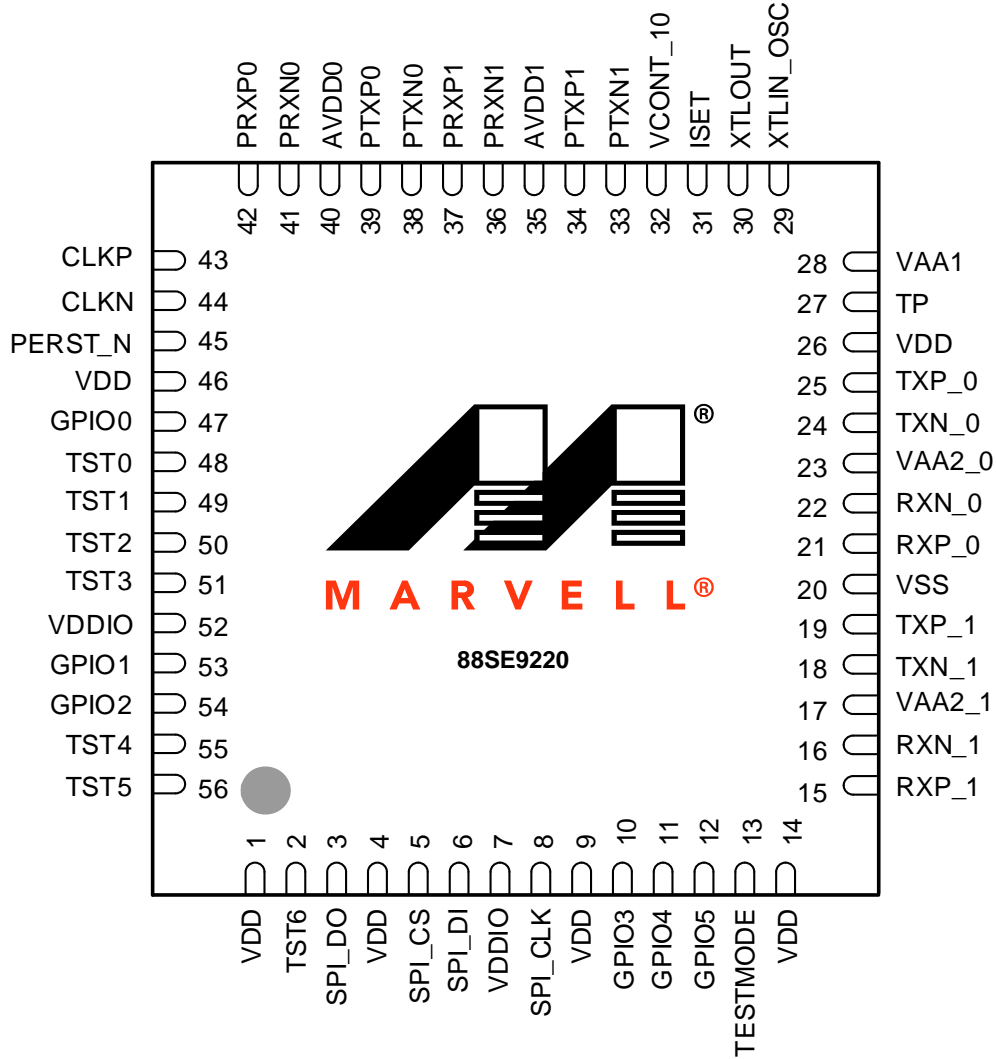 PRXP0
PRXN0
AVDD0
PTXP0
PTXN0
PRXP1
PRXN1
AVDD1
PTXP1
PTXN1
VCONT_10
ISET
XTLOUT
XTLIN_OSC
42
41
40
39
38
37
36
35
34
33
32
31
30
29
CLKP 43
CLKN 44
PERST_N 45
VDD 46
GPIO0 47
TST0 48
TST1 49
TST2 50
TST3 51
VDDIO 52
GPIO1 53
GPIO2 54
TST4 55
TST5 56
®
MARVELL®
88SE9220
28 VAA1
27 TP
26 VDD
25 TXP_0
24 TXN_0
23 VAA2_0
22 RXN_0
21 RXP_0
20 VSS
19 TXP_1
18 TXN_1
17 VAA2_1
16 RXN_1
15 RXP_1
1
2
3
4
5
6
7
8
9
10
11
12
13
14
VDD
TST6
SPI_DO
VDD
SPI_CS
SPI_DI
VDDIO
SPI_CLK
VDD
GPIO3
GPIO4
GPIO5
TESTMODE
VDD